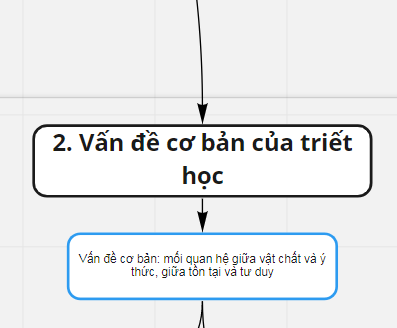 2. Vấn đề cơ bản của triết
học
Vấn đề cơ bản: mối quan hệ giữa vật chất và ý
thức, giữa tồn tại và tư duy